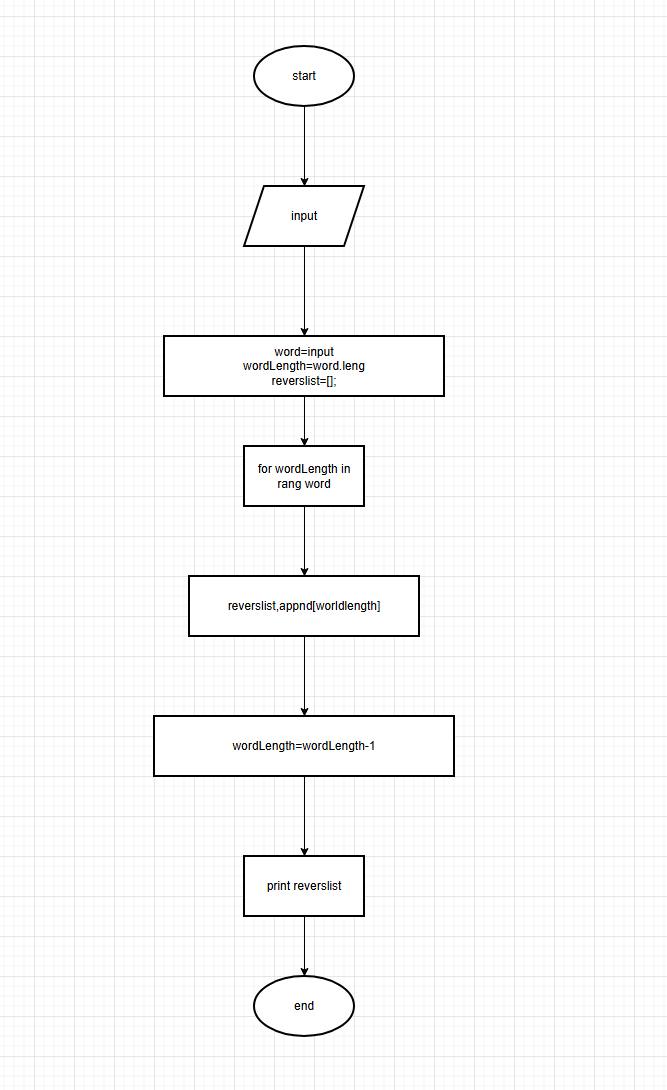 start
input
word=input
wordLength=word.leng
reverslist=[];
for wordLength in
rang word
reverslist,appnd[worldlength]
wordLength=wordLength-1
print reverslist
end